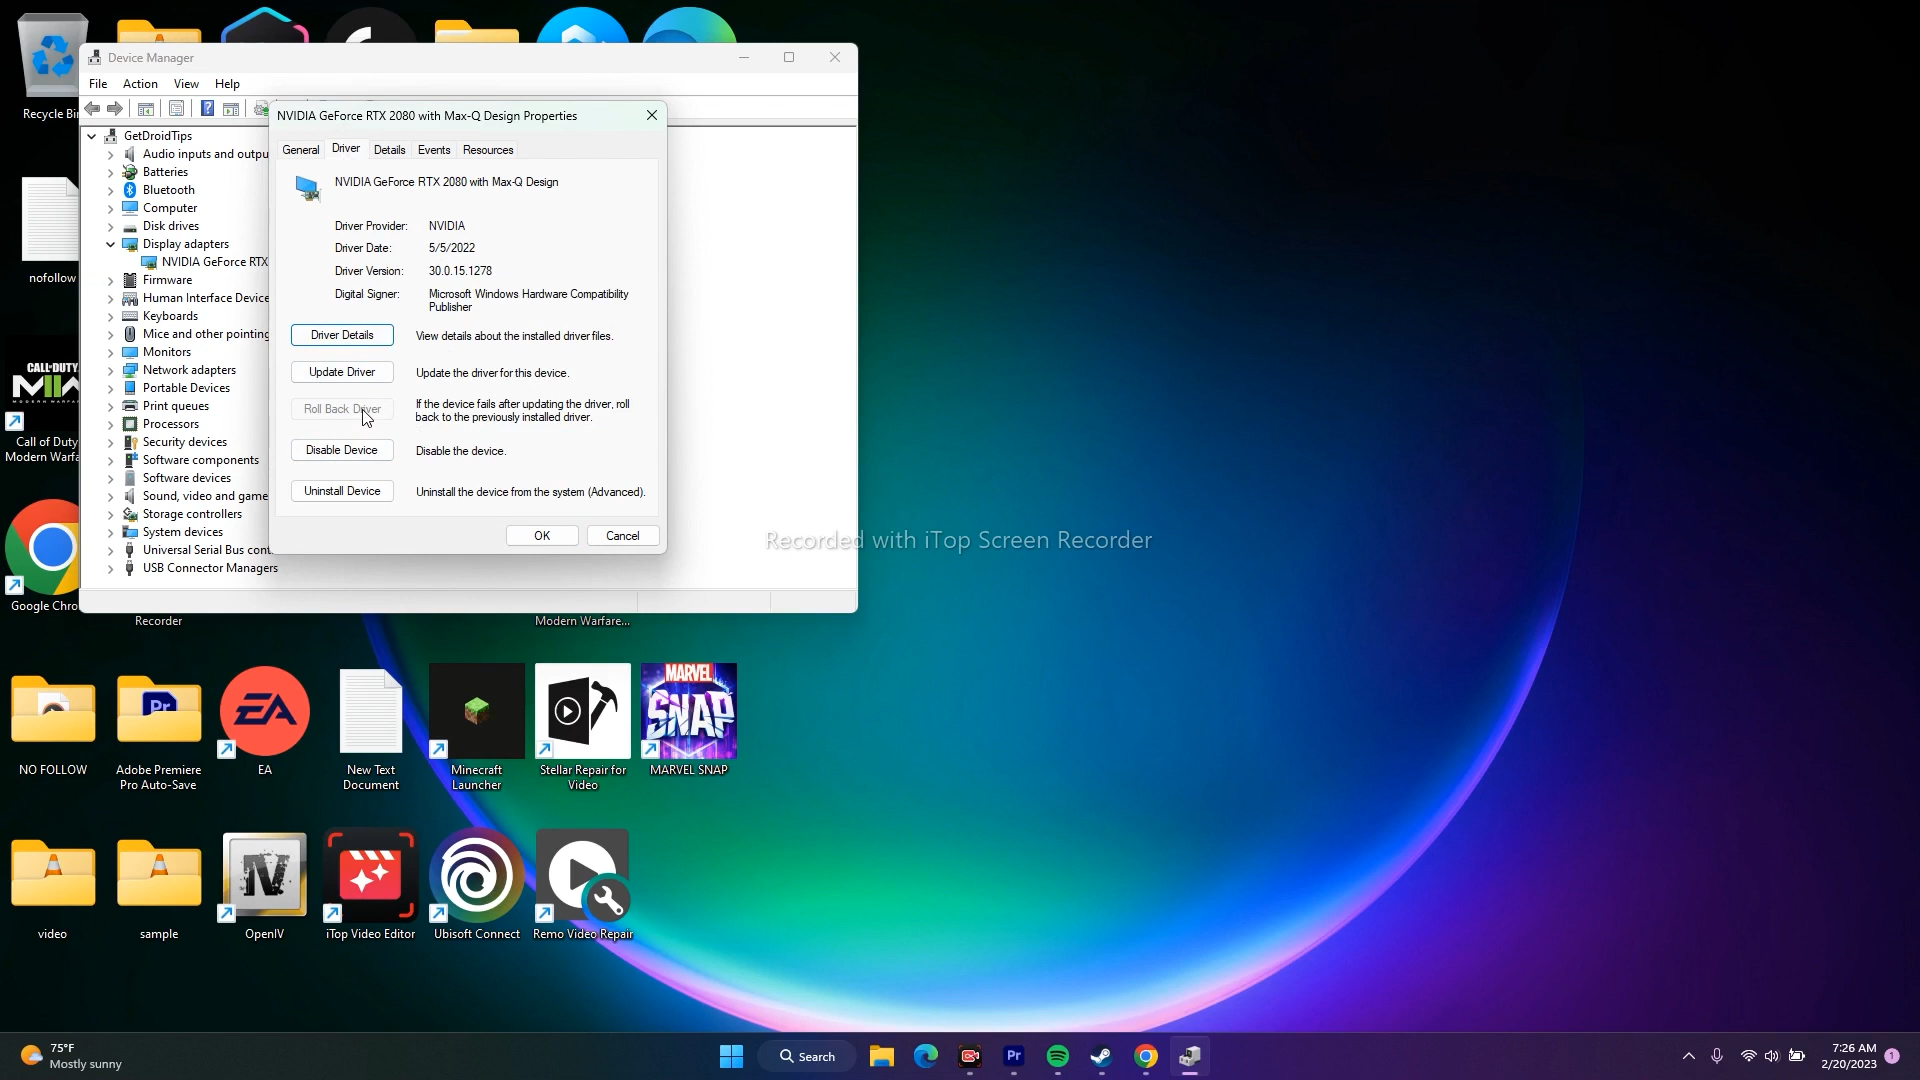 Recycle Bin
Device Manager
File Action View Help
GetDroidTips
Audio inputs and outpu
Batteries
Bluetooth
Computer
Disk drives
Display adapters
NVIDIA GeForce RTX
Firmware
Human Interface Device
Keyboards
Mice and other pointing
Monitors
Network adapters
Portable Devices
Print queues
Processors
Security devices
Software components
Software devices
Sound, video and game
Storage controllers
System devices
Universal Serial Bus cont
USB Connector Managers
NVIDIA GeForce RTX 2080 with Max-Q Design Properties
General Driver Details Events Resources
NVIDIA GeForce RTX 2080 with Max-Q Design
Driver Provider: NVIDIA
Driver Date: 5/5/2022
Driver Version: 30.0.15.1278
Digital Signer: Microsoft Windows Hardware Compatibility
Publisher
Driver Details View details about the installed driver files.
Update Driver Update the driver for this device.
Roll Back Driver If the device fails after updating the driver, roll
back to the previously installed driver.
Disable Device Disable the device.
Uninstall Device Uninstall the device from the system (Advanced).
OK Cancel
Recorded with iTop Screen Recorder
nofollow
CALL OF DUTY
MW
Call of Duty
Modern Warfa
Google Chro
Recorder
Modern Warfare...
NO FOLLOW
Pr
Adobe Premiere
Pro Auto-Save
EA
EA
New Text
Document
Minecraft
Launcher
Stellar Repair for
Video
MARVEL
SNAP
MARVEL SNAP
video
sample
IV
OpenIV
iTop Video Editor
Ubisoft Connect
Remo Video Repair
75°F
Mostly sunny
Search
Pr
7:26 AM
2/20/2023
1